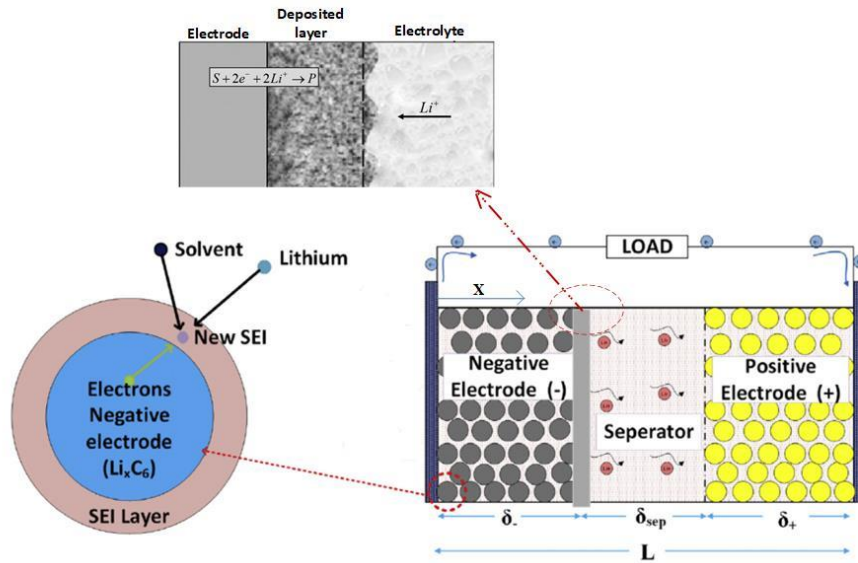 Electrode
Deposited
layer
Electrolyte
S+2e⁻+2Li⁺→P
Li⁺
Solvent
Lithium
New SEI
Electrons
Negative
electrode
(LiₓC₆)
SEI Layer
LOAD
X
Negative
Electrode (-)
Seperator
Positive
Electrode (+)
δ₋
δsep
δ₊
L